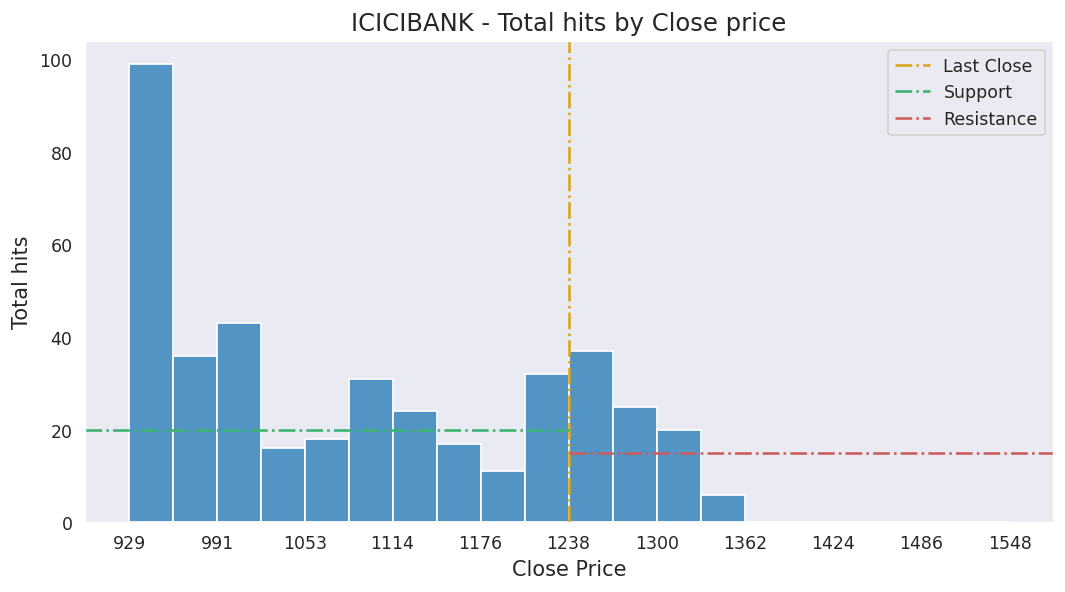 ICICIBANK - Total hits by Close price
Last Close
Support
Resistance
Total hits
100
80
60
40
20
0
929 991 1053 1114 1176 1238 1300 1362 1424 1486 1548
Close Price